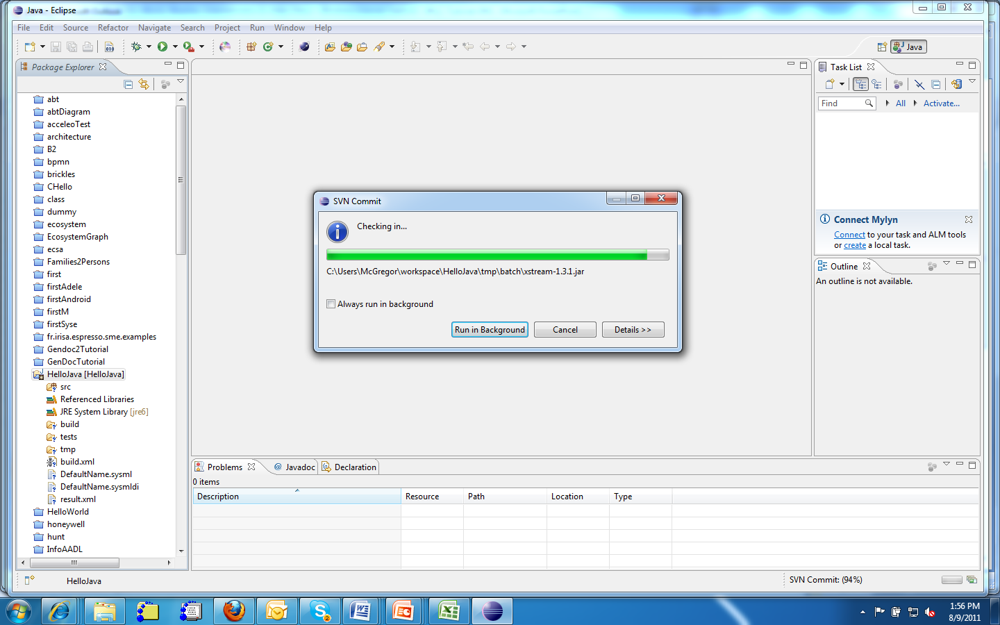 Java - Eclipse
File Edit Source Refactor Navigate Search Project Run Window Help
Java
Package Explorer
abt
abtDiagram
acceleoTest
architecture
B2
bpmn
brickles
CHello
class
dummy
ecosystem
EcosystemGraph
ecsa
Families2Persons
first
firstAdele
firstAndroid
firstM
firstSyse
fr.irisa.espresso.sme.examples
Gendoc2Tutorial
GenDocTutorial
HelloJava [HelloJava]
src
Referenced Libraries
JRE System Library [jre6]
build
tests
tmp
build.xml
DefaultName.sysml
DefaultName.sysmldi
result.xml
HelloWorld
honeywell
hunt
InfoAADL
SVN Commit
Checking in...
C:\Users\McGregor\workspace\HelloJava\tmp\batch\xstream-1.3.1.jar
Always run in background
Run in Background Cancel Details >>
Task List
Find All Activate...
Connect Mylyn
Connect to your task and ALM tools
or create a local task.
Outline
An outline is not available.
Problems @ Javadoc Declaration
0 items
Description Resource Path Location Type
HelloJava
SVN Commit: (94%)
1:56 PM
8/9/2011